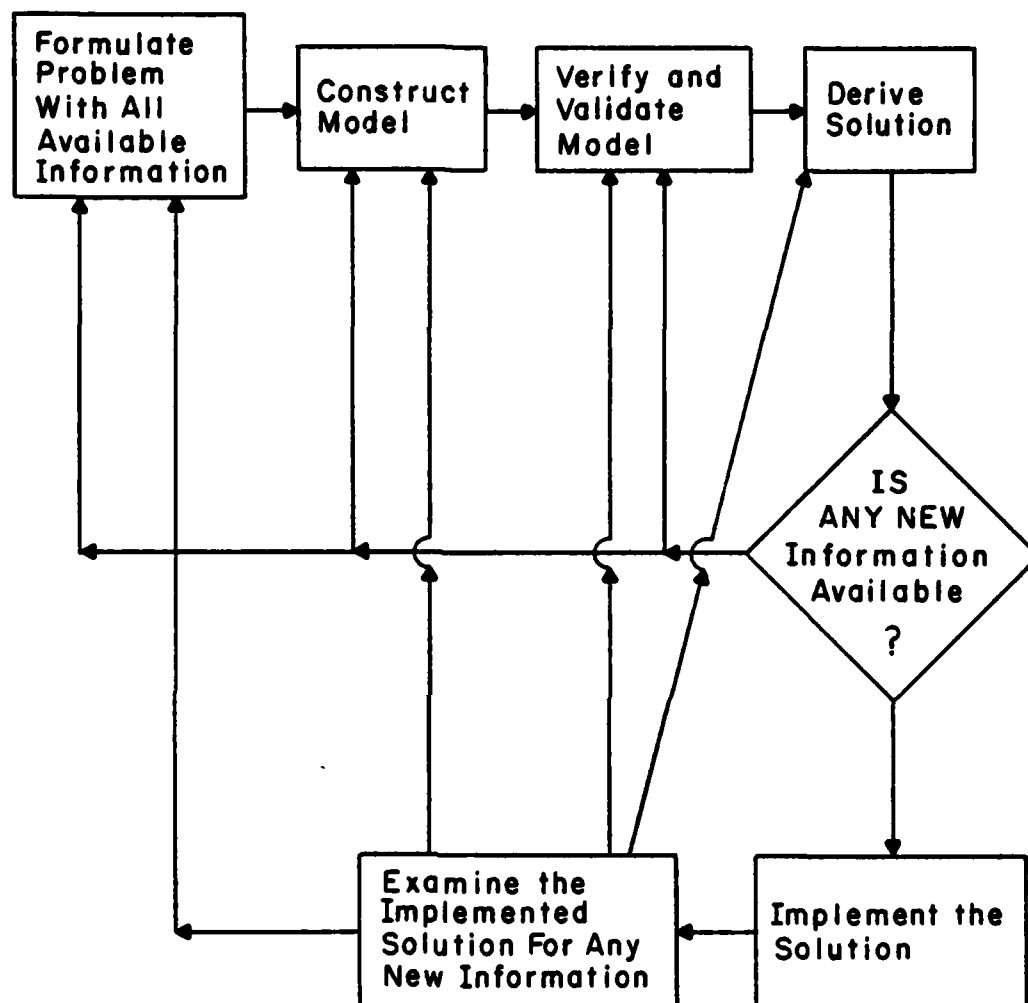 Formulate
Problem
With All
Available
Information
Construct
Model
Verify and
Validate
Model
Derive
Solution
IS
ANY NEW
Information
Available
?
Examine the
Implemented
Solution For Any
New Information
Implement the
Solution